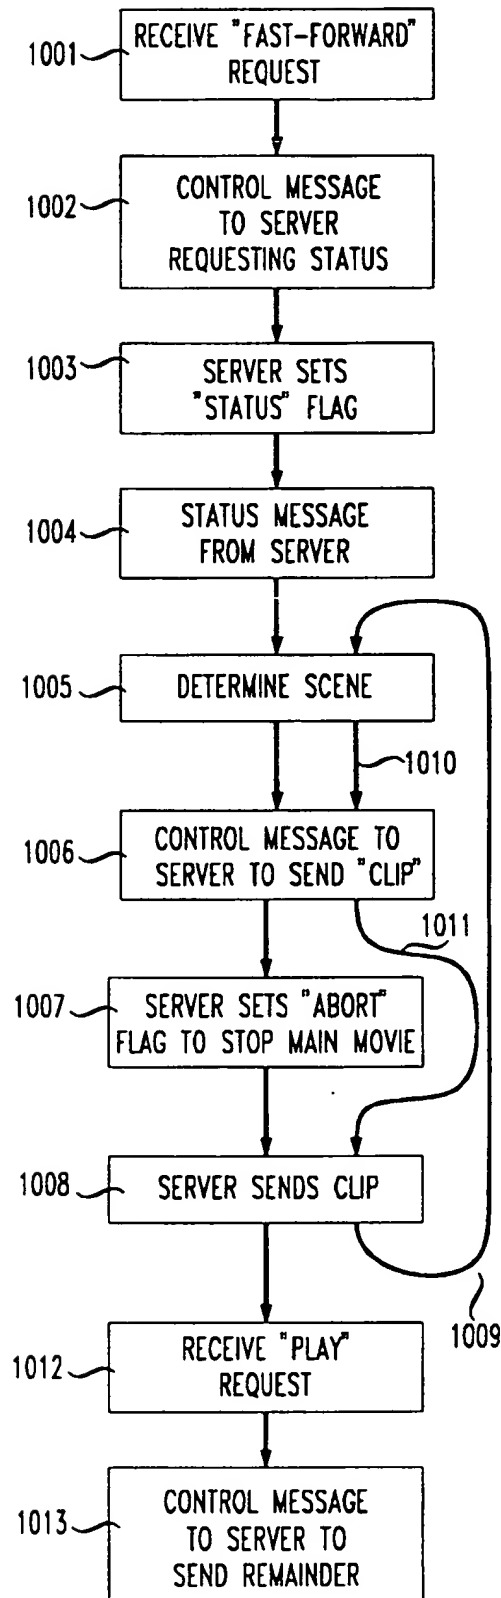 1001
RECEIVE "FAST-FORWARD"
REQUEST
1002
CONTROL MESSAGE
TO SERVER
REQUESTING STATUS
1003
SERVER SETS
"STATUS" FLAG
1004
STATUS MESSAGE
FROM SERVER
1005
DETERMINE SCENE
1010
1006
CONTROL MESSAGE TO
SERVER TO SEND "CLIP"
1011
1007
SERVER SETS "ABORT"
FLAG TO STOP MAIN MOVIE
1008
SERVER SENDS CLIP
1009
1012
RECEIVE "PLAY"
REQUEST
1013
CONTROL MESSAGE
TO SERVER TO
SEND REMAINDER